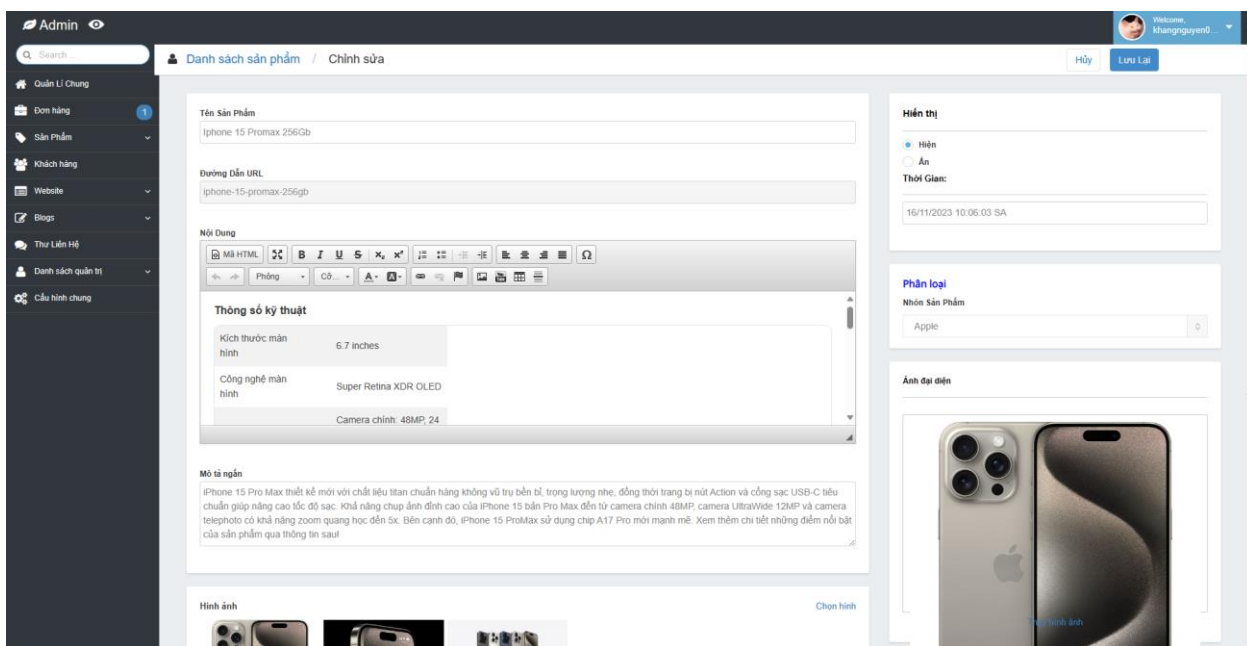 Admin
Welcome,
khangnguyen0...
Search...
Danh sách sản phẩm / Chỉnh sửa
Hủy
Lưu Lại
Quản Lí Chung
Đơn hàng 1
Sản Phẩm
Khách hàng
Website
Blogs
Thư Liên Hệ
Danh sách quản trị
Cấu hình chung
Tên Sản Phẩm
Iphone 15 Promax 256Gb
Đường Dẫn URL
iphone-15-promax-256gb
Nội Dung
Mã HTML
Phông
Cỡ...
Thông số kỹ thuật
Kích thước màn
hình
6.7 inches
Công nghệ màn
hình
Super Retina XDR OLED
Camera chính: 48MP, 24
Mô tả ngắn
iPhone 15 Pro Max thiết kế mới với chất liệu titan chuẩn hàng không vũ trụ bền bỉ, trọng lượng nhẹ, đồng thời trang bị nút Action và cổng sạc USB-C tiêu
chuẩn giúp nâng cao tốc độ sạc. Khả năng chụp ảnh đỉnh cao của iPhone 15 bản Pro Max đến từ camera chính 48MP, camera UltraWide 12MP và camera
telephoto có khả năng zoom quang học đến 5x. Bên cạnh đó, iPhone 15 ProMax sử dụng chip A17 Pro mới mạnh mẽ. Xem thêm chi tiết những điểm nổi bật
của sản phẩm qua thông tin sau!
Hình ảnh
Chọn hình
Hiển thị
Hiện
Ẩn
Thời Gian:
16/11/2023 10:06:03 SA
Phân loại
Nhón Sản Phẩm
Apple
Ảnh đại diện
hình ảnh